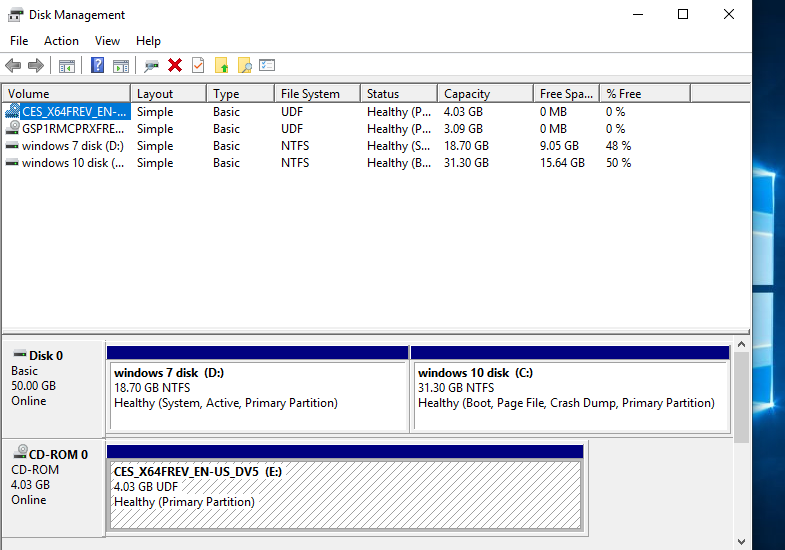 Disk Management
File Action View Help
Volume Layout Type File System Status Capacity Free Spa... % Free
CES_X64FREV_EN-... Simple Basic UDF Healthy (P... 4.03 GB 0 MB 0 %
GSP1RMCPRXFRE... Simple Basic UDF Healthy (P... 3.09 GB 0 MB 0 %
windows 7 disk (D:) Simple Basic NTFS Healthy (S... 18.70 GB 9.05 GB 48 %
windows 10 disk (... Simple Basic NTFS Healthy (B... 31.30 GB 15.64 GB 50 %
Disk 0
Basic
50.00 GB
Online
windows 7 disk (D:)
18.70 GB NTFS
Healthy (System, Active, Primary Partition)
windows 10 disk (C:)
31.30 GB NTFS
Healthy (Boot, Page File, Crash Dump, Primary Partition)
CD-ROM 0
CD-ROM
4.03 GB
Online
CES_X64FREV_EN-US_DV5 (E:)
4.03 GB UDF
Healthy (Primary Partition)